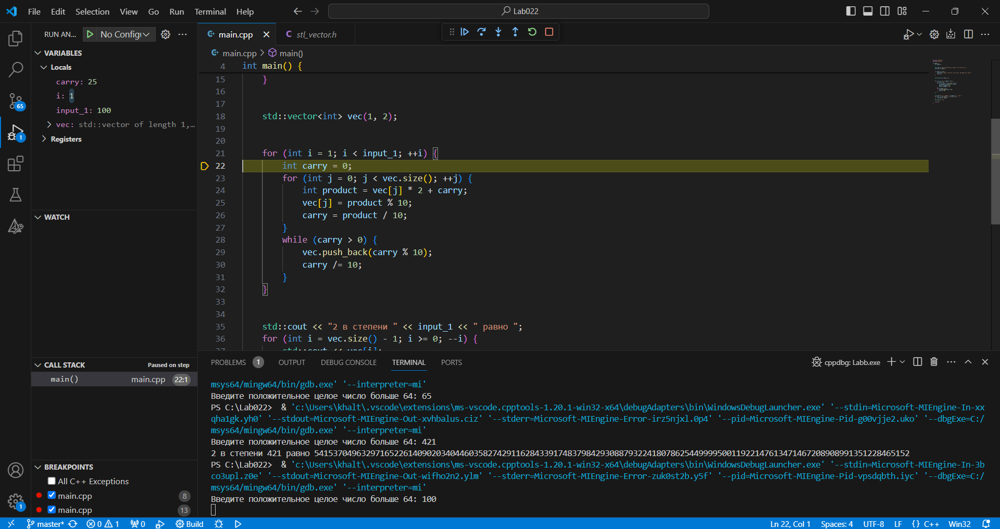 File Edit Selection View Go Run Terminal Help
Lab022
RUN AN... No Config
main.cpp
stl_vector.h
VARIABLES
Locals
carry: 25
i: 1
input_1: 100
vec: std::vector of length 1,…
Registers
WATCH
CALL STACK Paused on step
main() main.cpp 22:1
BREAKPOINTS
All C++ Exceptions
main.cpp 8
main.cpp 13
65
1
1
main.cpp > main()
4 int main() {
15 }
16
17
18 std::vector<int> vec(1, 2);
19
20
21 for (int i = 1; i < input_1; ++i) {
22 int carry = 0;
23 for (int j = 0; j < vec.size(); ++j) {
24 int product = vec[j] * 2 + carry;
25 vec[j] = product % 10;
26 carry = product / 10;
27 }
28 while (carry > 0) {
29 vec.push_back(carry % 10);
30 carry /= 10;
31 }
32 }
33
34
35 std::cout << "2 в степени " << input_1 << " равно ";
36 for (int i = vec.size() - 1; i >= 0; --i) {
37 std::cout << vec[i];
PROBLEMS 1 OUTPUT DEBUG CONSOLE TERMINAL PORTS
cppdbg: Labb.exe
msys64/mingw64/bin/gdb.exe' '--interpreter=mi'
Введите положительное целое число больше 64: 65
PS C:\Lab022> & 'c:\Users\khalt\.vscode\extensions\ms-vscode.cpptools-1.20.1-win32-x64\debugAdapters\bin\WindowsDebugLauncher.exe' '--stdin=Microsoft-MIEngine-In-xx
qha1gk.yh0' '--stdout=Microsoft-MIEngine-Out-xvhbalus.ciz' '--stderr=Microsoft-MIEngine-Error-irz5njxl.0p4' '--pid=Microsoft-MIEngine-Pid-g00vjje2.uko' '--dbgExe=C:/
msys64/mingw64/bin/gdb.exe' '--interpreter=mi'
Введите положительное целое число больше 64: 421
2 в степени 421 равно 5415370496329716522614090203404460358274291162843391748379842930887932241807862544999950011922147613471467208908991351228465152
PS C:\Lab022> & 'c:\Users\khalt\.vscode\extensions\ms-vscode.cpptools-1.20.1-win32-x64\debugAdapters\bin\WindowsDebugLauncher.exe' '--stdin=Microsoft-MIEngine-In-3b
co3upl.z0e' '--stdout=Microsoft-MIEngine-Out-wifho2n2.ylm' '--stderr=Microsoft-MIEngine-Error-zuk0st2b.y5f' '--pid=Microsoft-MIEngine-Pid-vpsdqbth.iyc' '--dbgExe=C:/
msys64/mingw64/bin/gdb.exe' '--interpreter=mi'
Введите положительное целое число больше 64: 100
master* 0 1 0 Build
Ln 22, Col 1 Spaces: 4 UTF-8 LF {} C++ Win32